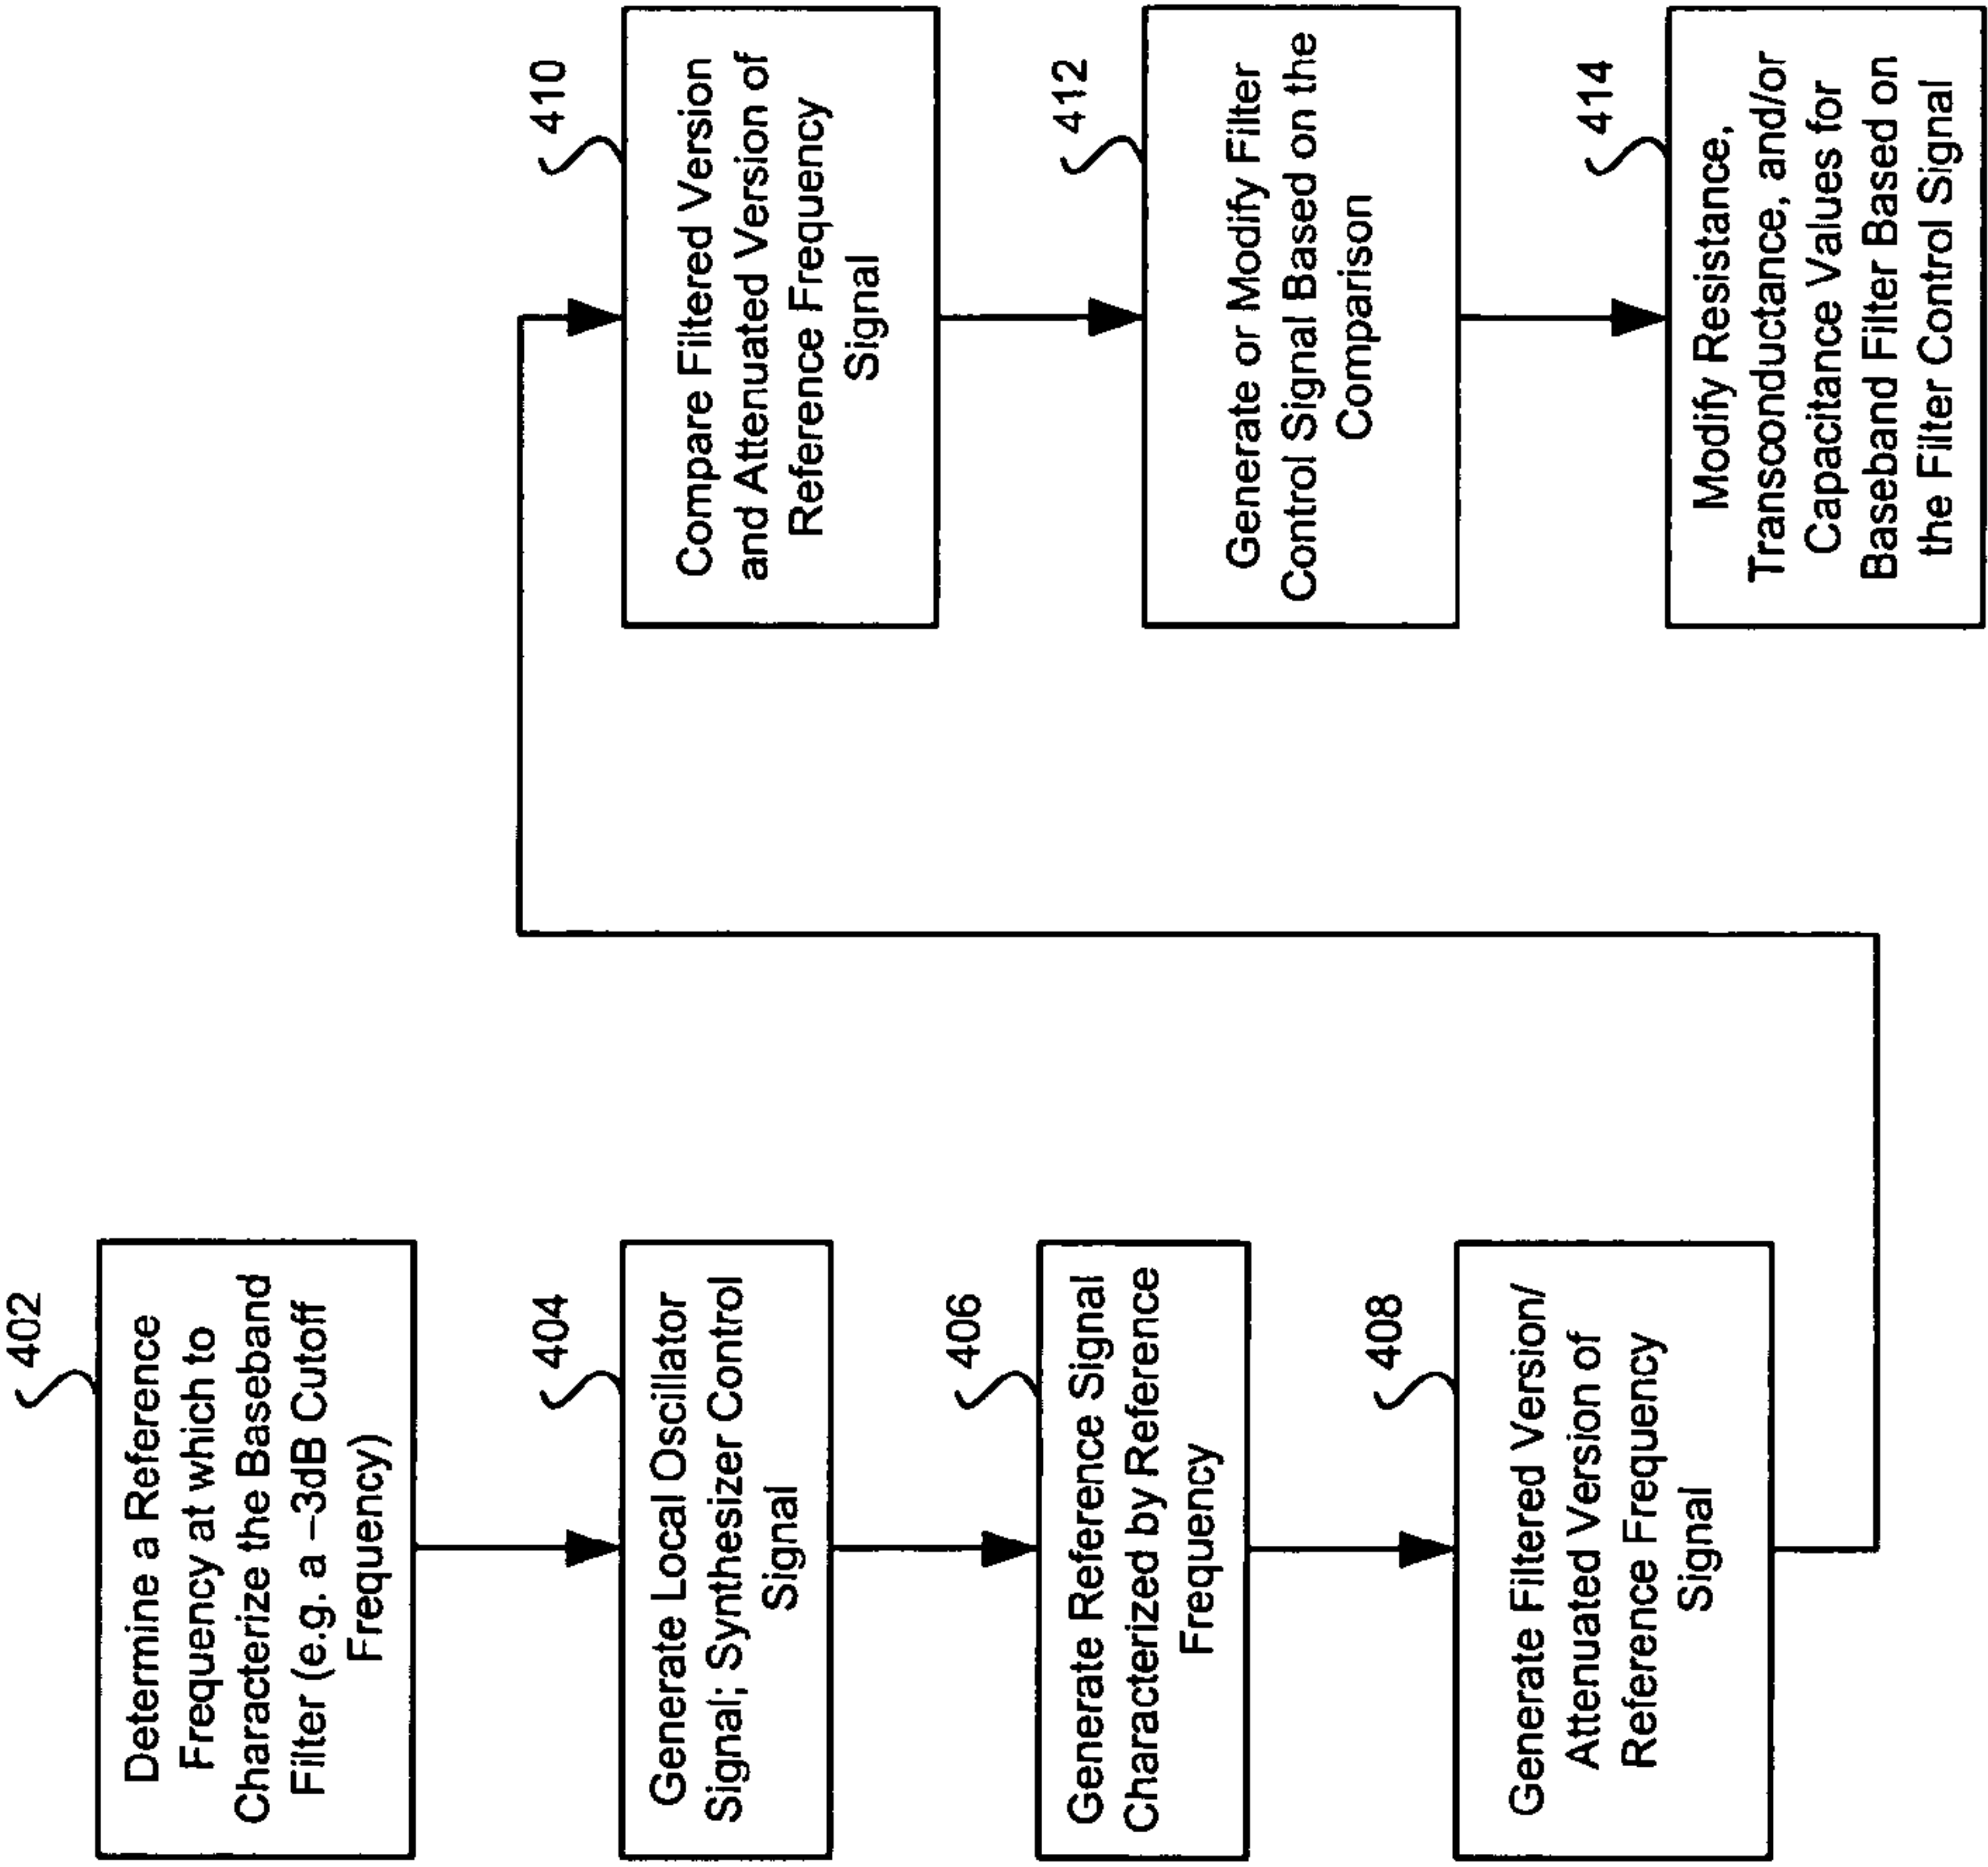 402
Determine a Reference
Frequency at which to
Characterize the Baseband
Filter (e.g. a –3dB Cutoff
Frequency)
404
Generate Local Oscillator
Signal; Synthesizer Control
Signal
406
Generate Reference Signal
Characterized by Reference
Frequency
408
Generate Filtered Version/
Attenuated Version of
Reference Frequency
Signal
410
Compare Filtered Version
and Attenuated Version of
Reference Frequency
Signal
412
Generate or Modify Filter
Control Signal Based on the
Comparison
414
Modify Resistance,
Transconductance, and/or
Capacitance Values for
Baseband Filter Based on
the Filter Control Signal